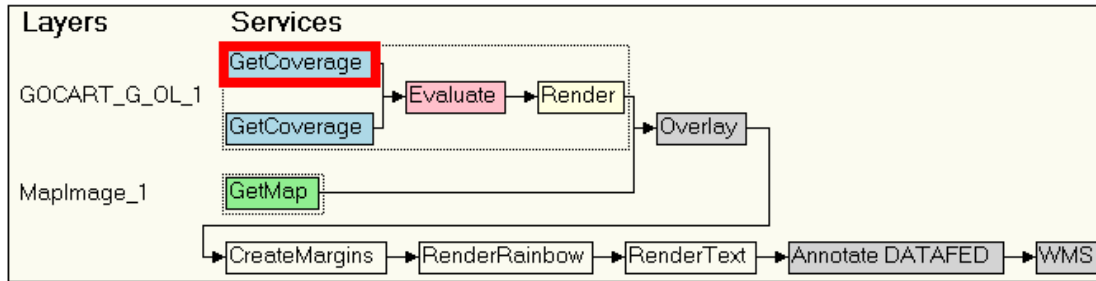 Layers Services
GetCoverage
GOCART_G_OL_1 Evaluate Render
GetCoverage Overlay
MapImage_1 GetMap
CreateMargins RenderRainbow RenderText Annotate DATAFED WMS